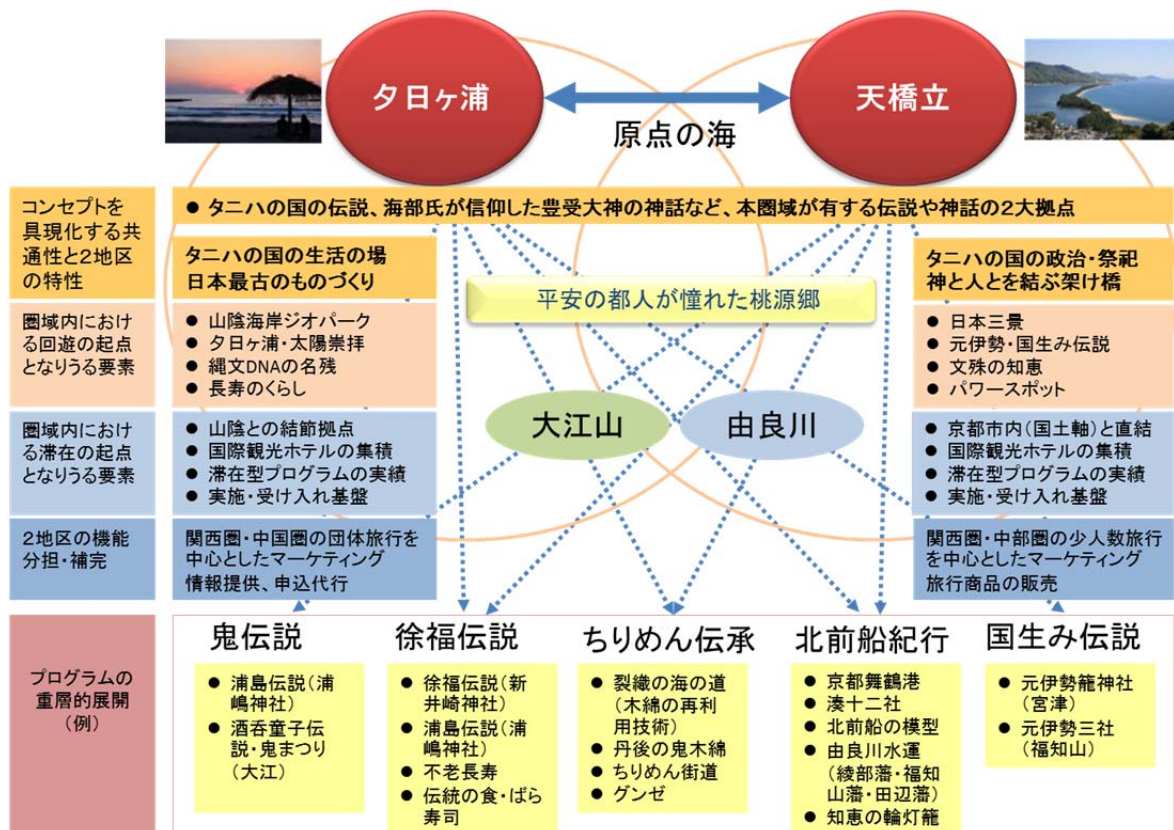 夕日ヶ浦
天橋立
原点の海
コンセプトを
具現化する共
通性と2地区
の特性
● タニハの国の伝説、海部氏が信仰した豊受大神の神話など、本圏域が有する伝説や神話の2大拠点
タニハの国の生活の場
日本最古のものづくり
平安の都人が憧れた桃源郷
タニハの国の政治・祭祀
神と人とを結ぶ架け橋
圏域内におけ
る回遊の起点
となりうる要素
● 山陰海岸ジオパーク
● 夕日ヶ浦・太陽崇拝
● 縄文DNAの名残
● 長寿のくらし
● 日本三景
● 元伊勢・国生み伝説
● 文殊の知恵
● パワースポット
大江山
由良川
圏域内におけ
る滞在の起点
となりうる要素
● 山陰との結節拠点
● 国際観光ホテルの集積
● 滞在型プログラムの実績
● 実施・受け入れ基盤
● 京都市内(国土軸)と直結
● 国際観光ホテルの集積
● 滞在型プログラムの実績
● 実施・受け入れ基盤
2地区の機能
分担・補完
関西圏・中国圏の団体旅行を
中心としたマーケティング
情報提供、申込代行
関西圏・中部圏の少人数旅行
を中心としたマーケティング
旅行商品の販売
プログラムの
重層的展開
(例)
鬼伝説
● 浦島伝説(浦
嶋神社)
● 酒呑童子伝
説・鬼まつり
(大江)
徐福伝説
● 徐福伝説(新
井崎神社)
● 浦島伝説(浦
嶋神社)
● 不老長寿
● 伝統の食・ばら
寿司
ちりめん伝承
● 裂織の海の道
(木綿の再利
用技術)
● 丹後の鬼木綿
● ちりめん街道
● グンゼ
北前船紀行
● 京都舞鶴港
● 湊十二社
● 北前船の模型
● 由良川水運
(綾部藩・福知
山藩・田辺藩)
● 知恵の輪灯籠
国生み伝説
● 元伊勢籠神社
(宮津)
● 元伊勢三社
(福知山)